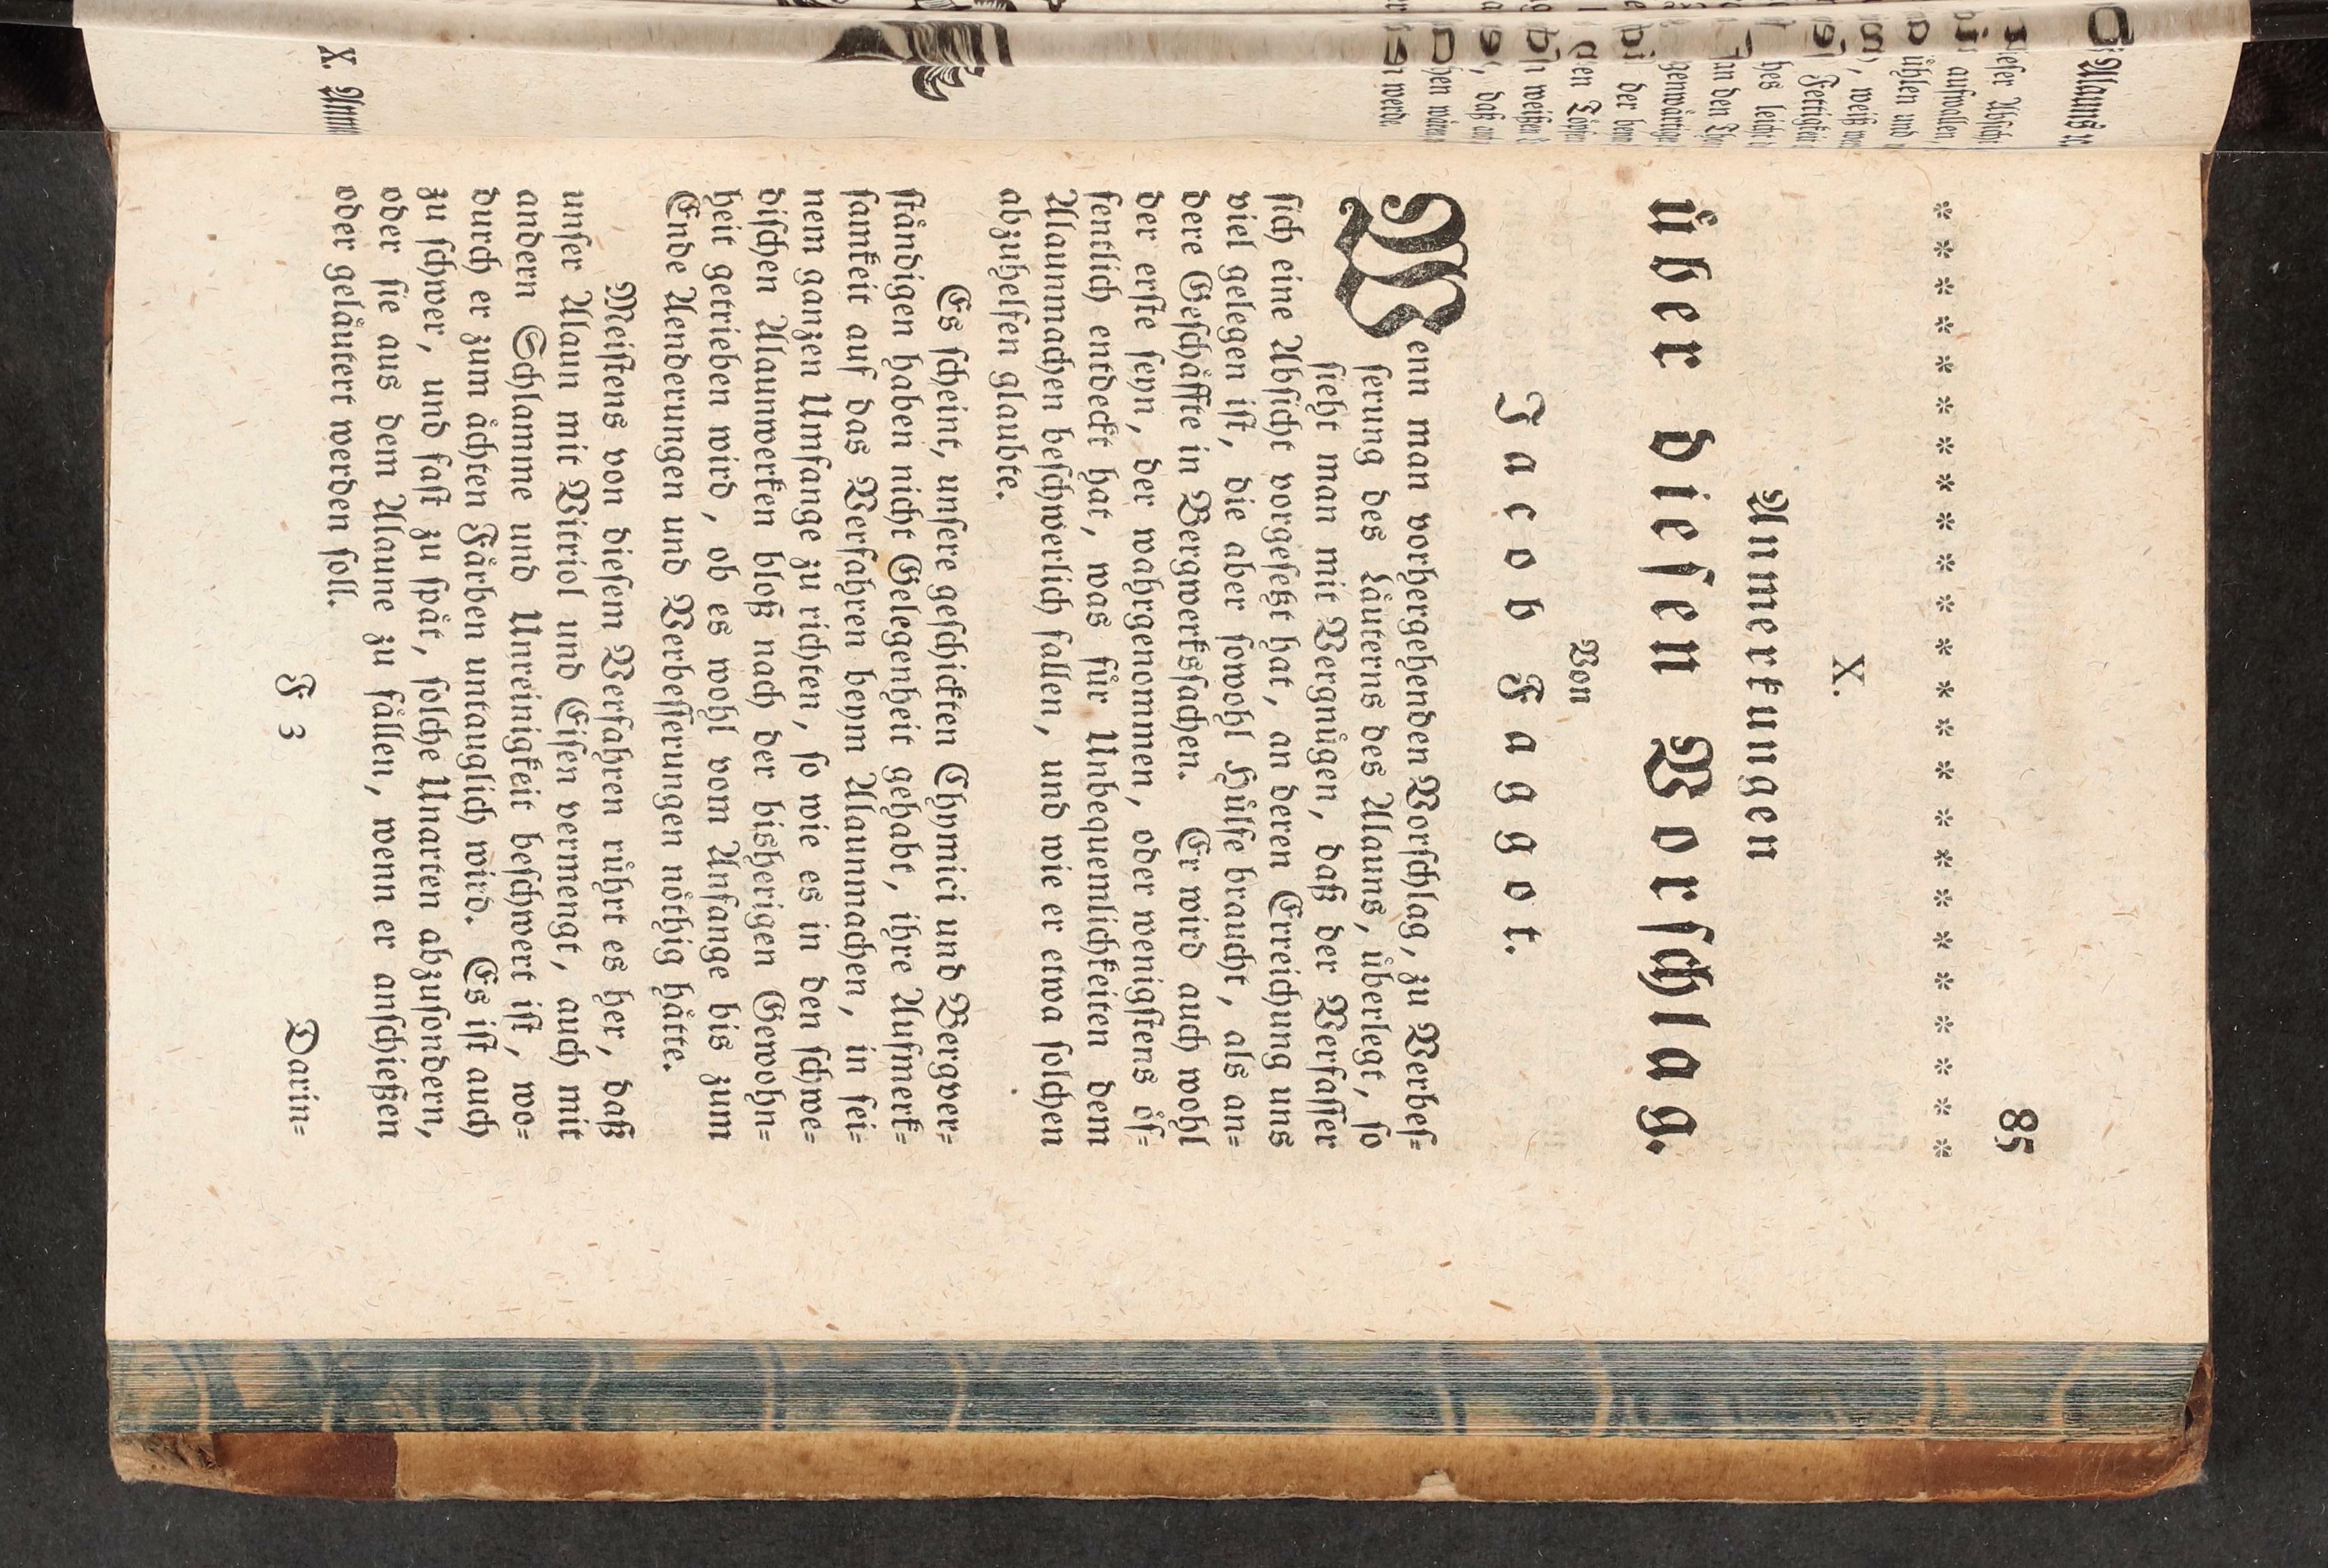 85
* * * * * * * * * * * * * * * * * * * * * * * *
X.
Anmerkungen
über diesen Vorschlag.
Von
Jacob Faggot.
Wenn man vorhergehenden Vorschlag, zu Verbes=
serung des Läuterns des Alauns, überlegt, so
sieht man mit Vergnügen, daß der Verfasser
sich eine Absicht vorgesetzt hat, an deren Erreichung uns
viel gelegen ist, die aber sowohl Hülfe braucht, als an=
dere Geschäffte in Bergwerkssachen. Er wird auch wohl
der erste seyn, der wahrgenommen, oder wenigstens öf=
fentlich entdeckt hat, was für Unbequemlichkeiten dem
Alaunmachen beschwerlich fallen, und wie er etwa solchen
abzuhelfen glaubte.
Es scheint, unsere geschickten Chymici und Bergver=
ständigen haben nicht Gelegenheit gehabt, ihre Aufmerk=
samkeit auf das Verfahren beym Alaunmachen, in sei=
nem ganzen Umfange zu richten, so wie es in den schwe=
dischen Alaunwerken bloß nach der bisherigen Gewohn=
heit getrieben wird, ob es wohl vom Anfange bis zum
Ende Aenderungen und Verbesserungen nöthig hätte.
Meistens von diesem Verfahren rührt es her, daß
unser Alaun mit Vitriol und Eisen vermengt, auch mit
andern Schlamme und Unreinigkeit beschwert ist, wo=
durch er zum ächten Färben untauglich wird. Es ist auch
zu schwer, und fast zu spät, solche Unarten abzusondern,
oder sie aus dem Alaune zu fällen, wenn er anschießen
oder geläutert werden soll.
F 3
Darin=